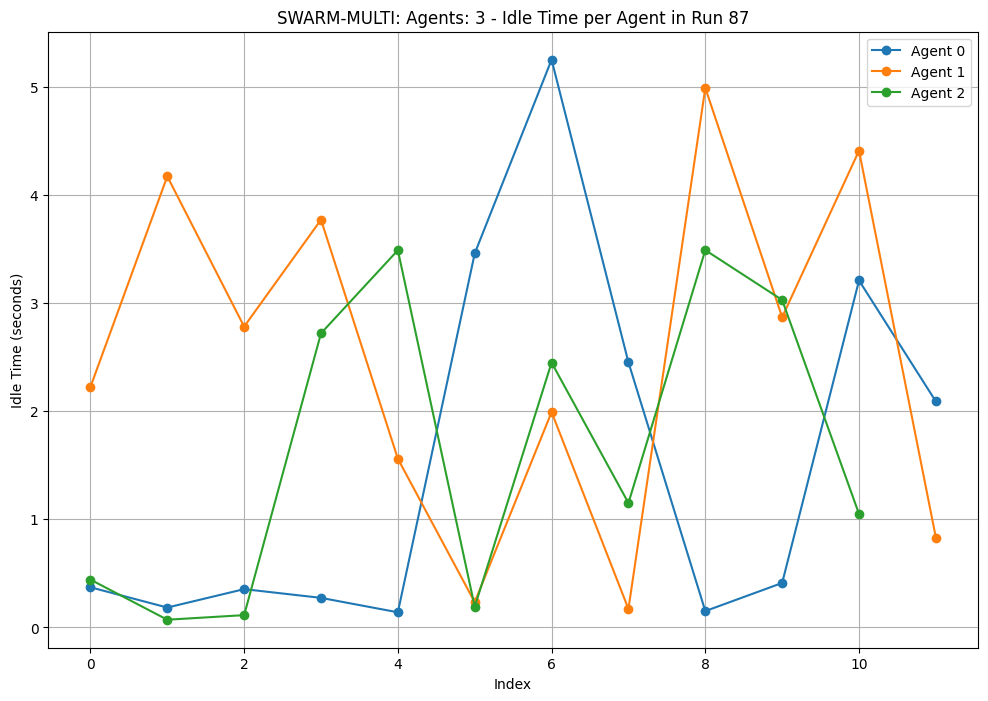 SWARM-MULTI: Agents: 3 - Idle Time per Agent in Run 87
Agent 0
Agent 1
Agent 2
Idle Time (seconds)
5
4
3
2
1
0
0 2 4 6 8 10
Index